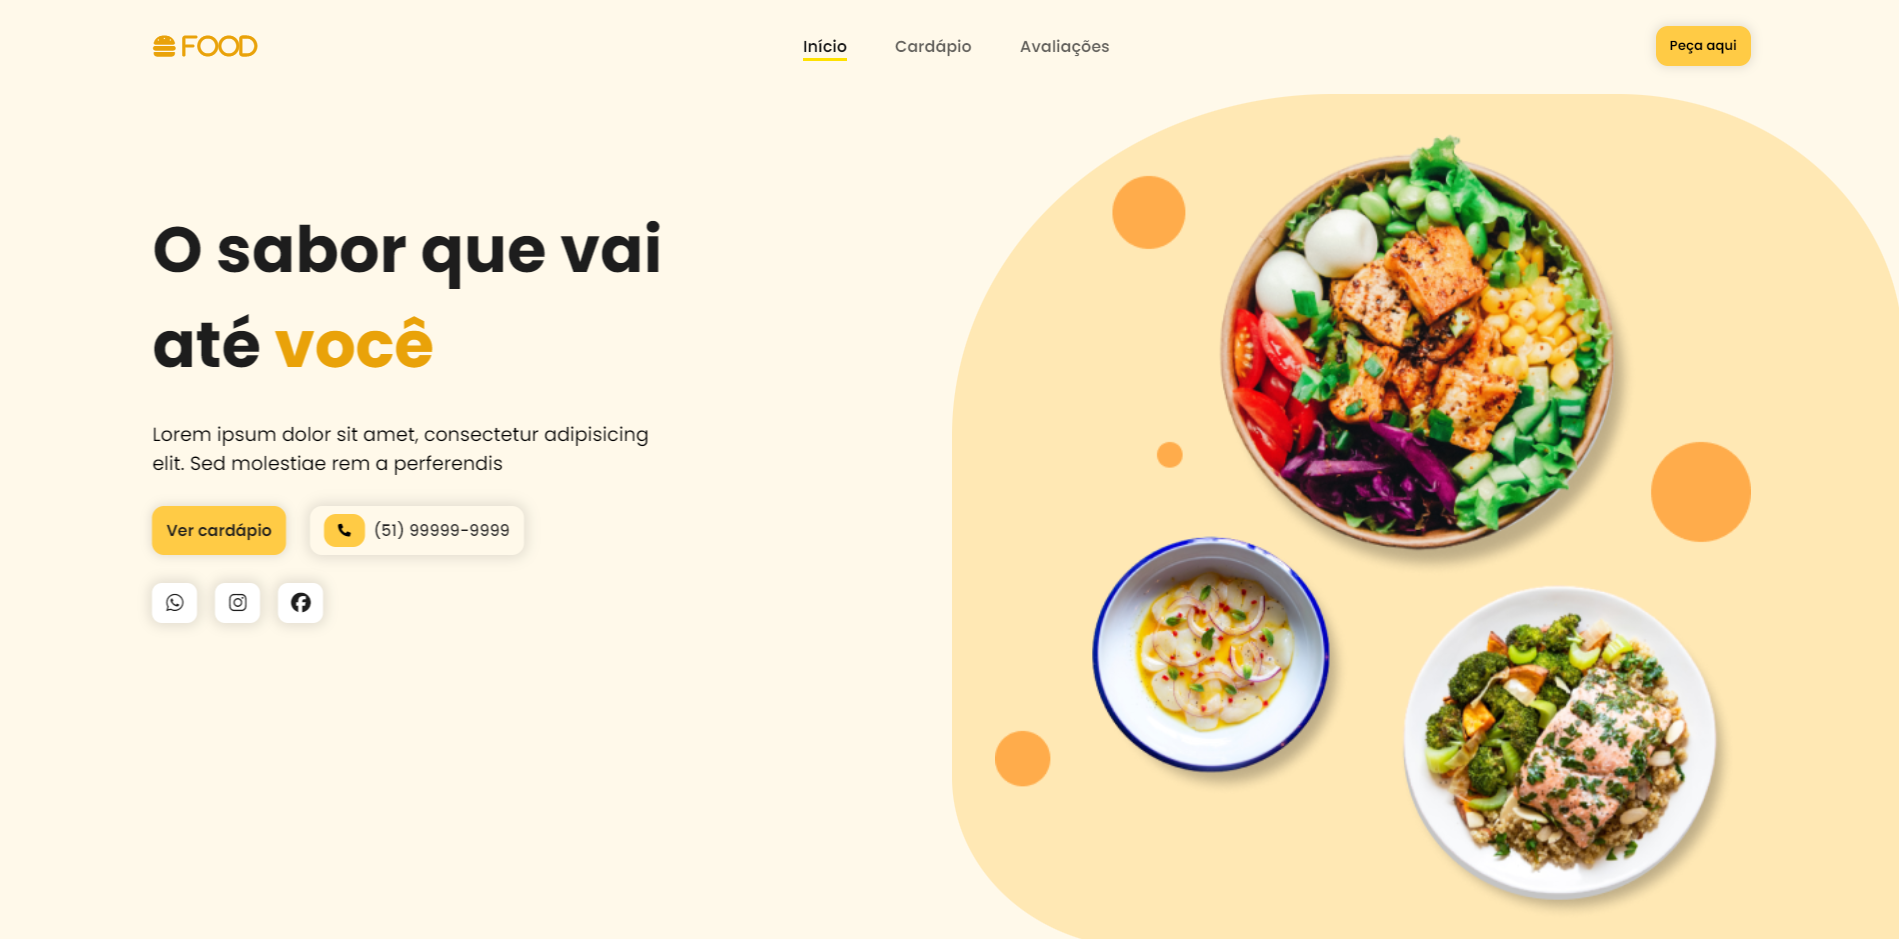 FOOD
Início
Cardápio
Avaliações
Peça aqui
O sabor que vai
até você
Lorem ipsum dolor sit amet, consectetur adipisicing
elit. Sed molestiae rem a perferendis
Ver cardápio
(51) 99999-9999